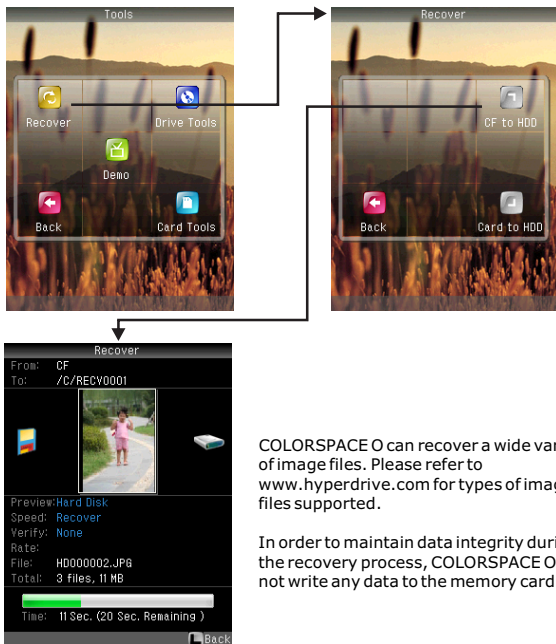 Tools
Recover
Drive Tools
Demo
Back
Card Tools
Recover
CF to HDD
Back
Card to HDD
Recover
From: CF
To: /C/RECY0001
Preview:Hard Disk
Speed: Recover
Verify: None
Rate:
File: HD000002.JPG
Total: 3 files, 11 MB
Time: 11 Sec. (20 Sec. Remaining )
Back
COLORSPACE O can recover a wide var
of image files. Please refer to
www.hyperdrive.com for types of imag
files supported.
In order to maintain data integrity duri
the recovery process, COLORSPACE O
not write any data to the memory card